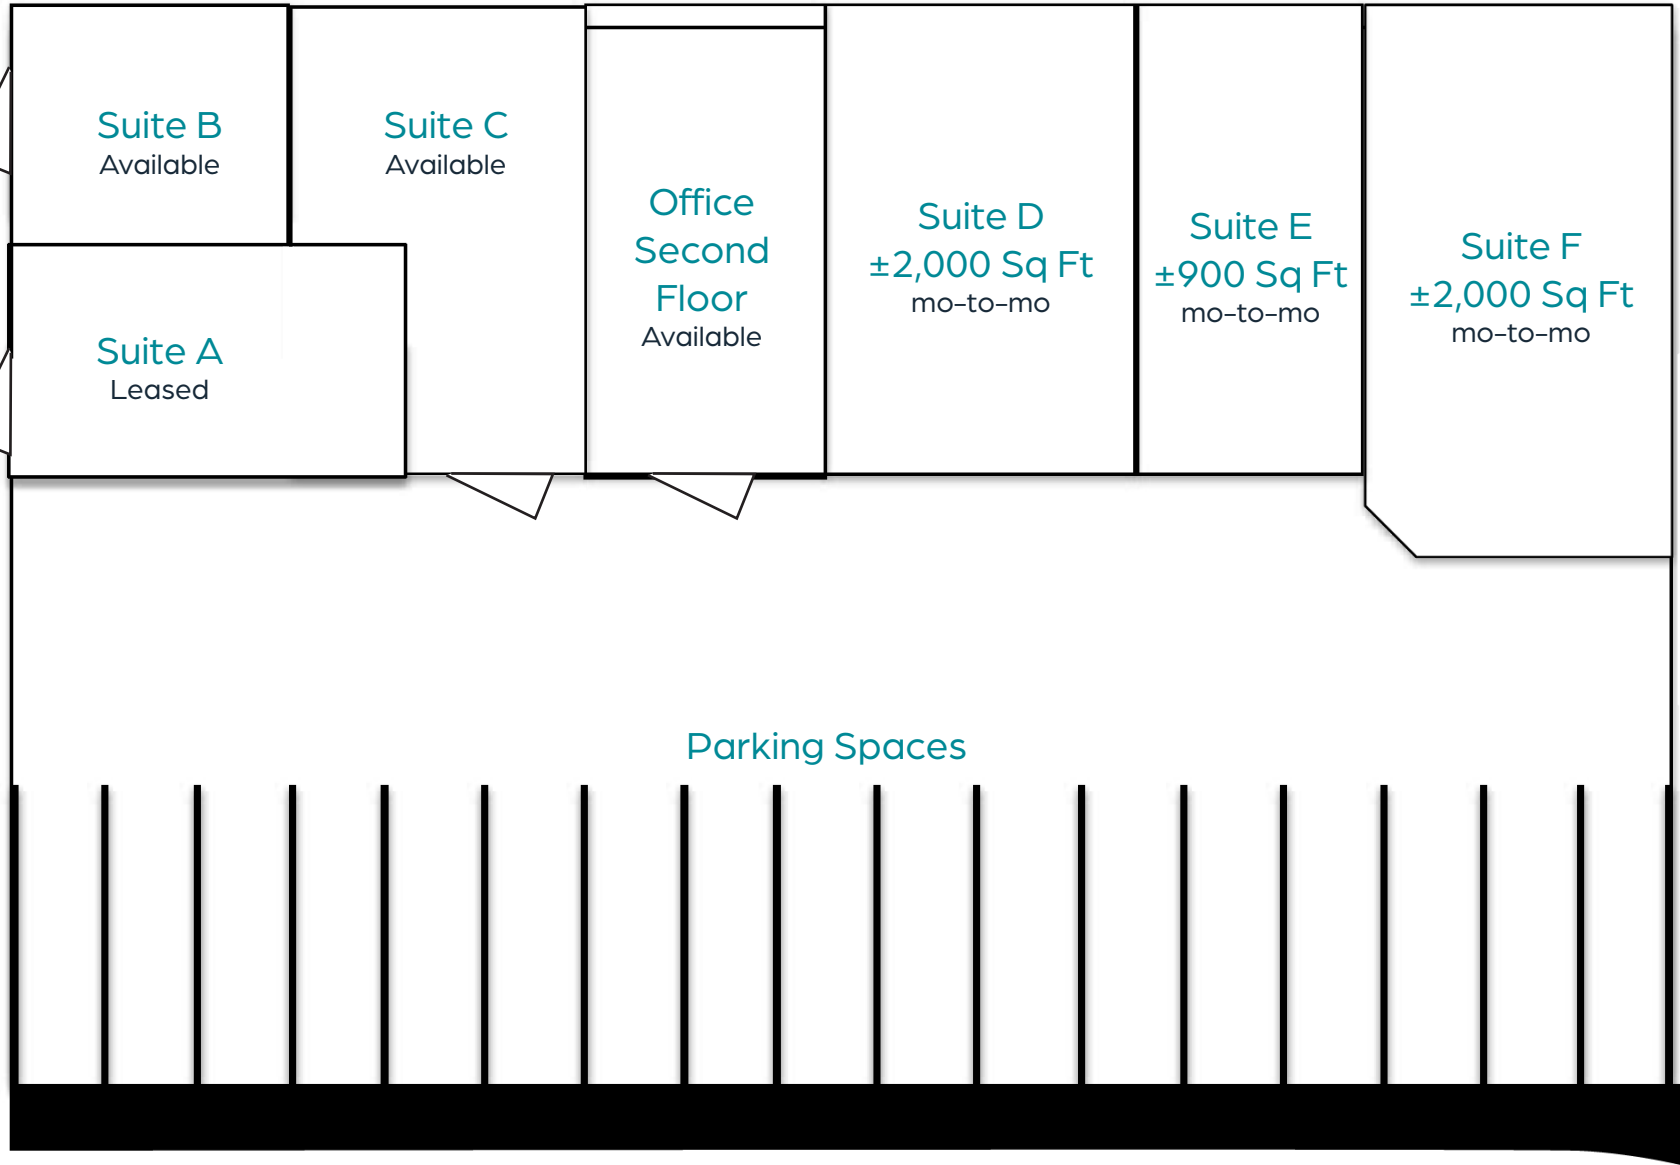 Suite B
Available
Suite C
Available
Suite A
Leased
Office
Second
Floor
Available
Suite D
±2,000 Sq Ft
mo-to-mo
Suite E
±900 Sq Ft
mo-to-mo
Suite F
±2,000 Sq Ft
mo-to-mo
Parking Spaces